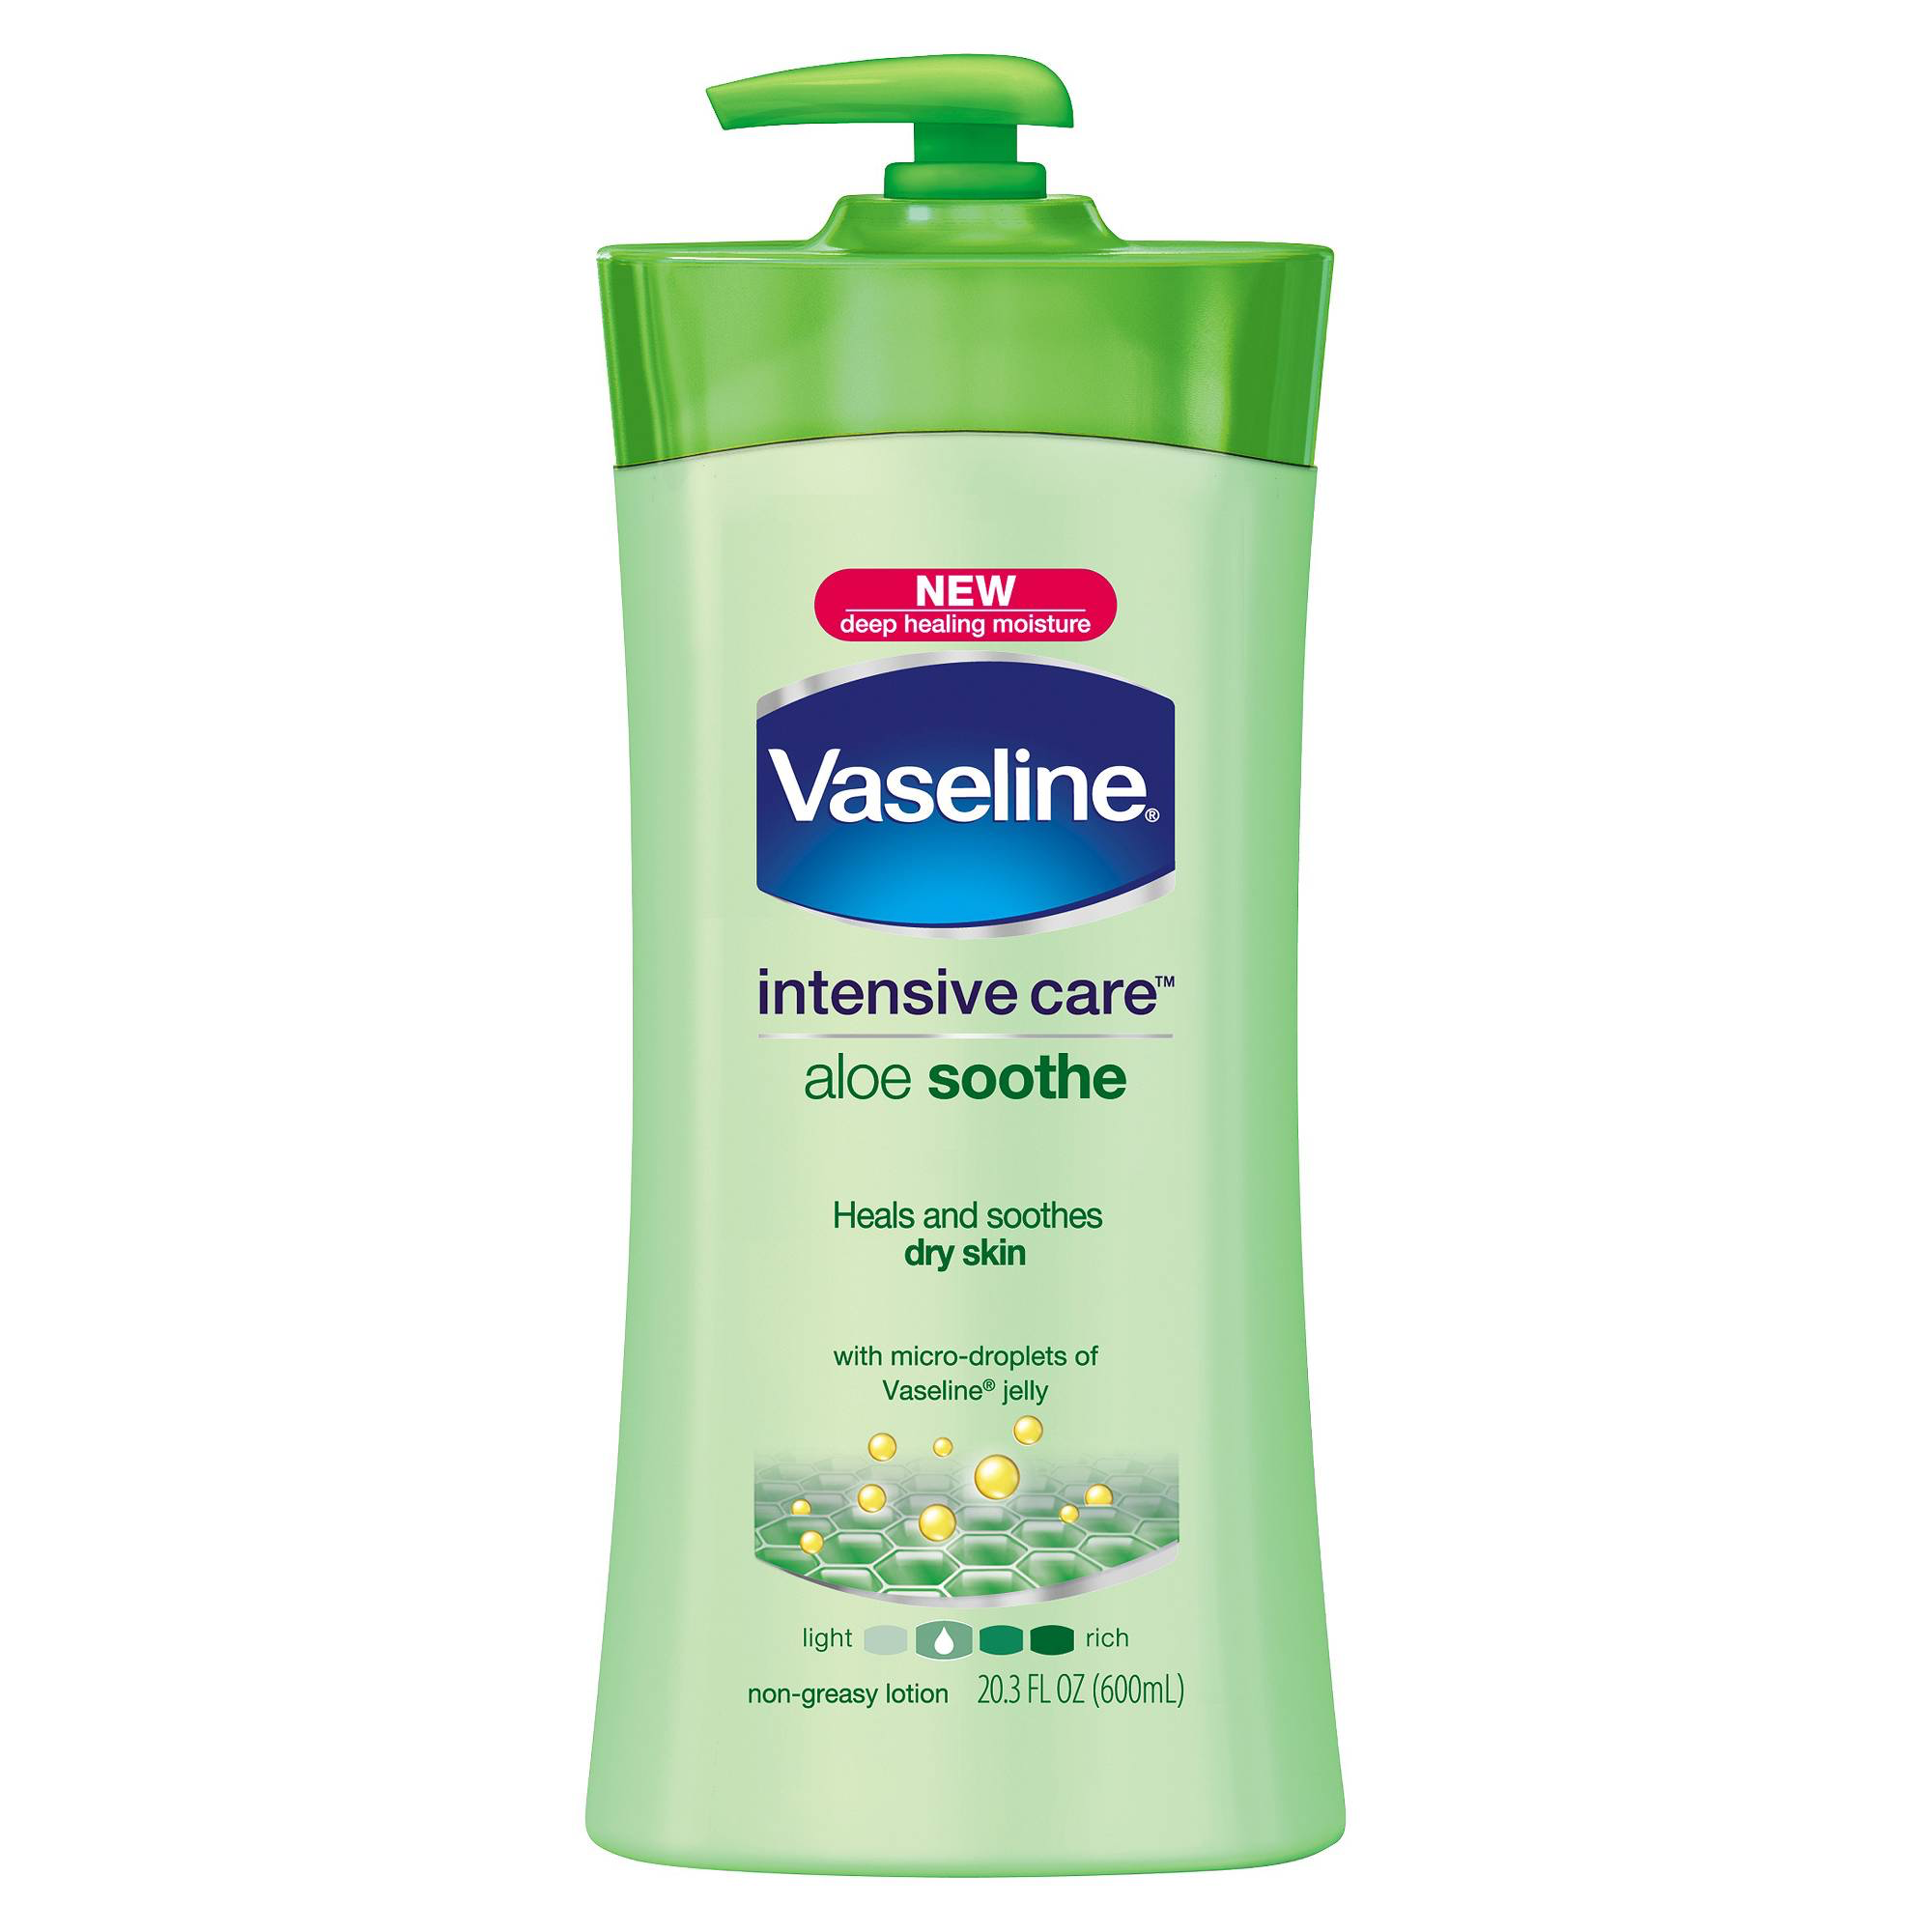 NEW
deep healing moisture
Vaseline®
intensive care™
aloe soothe
Heals and soothes
dry skin
with micro-droplets of
Vaseline® jelly
light rich
non-greasy lotion 20.3 FL OZ (600mL)